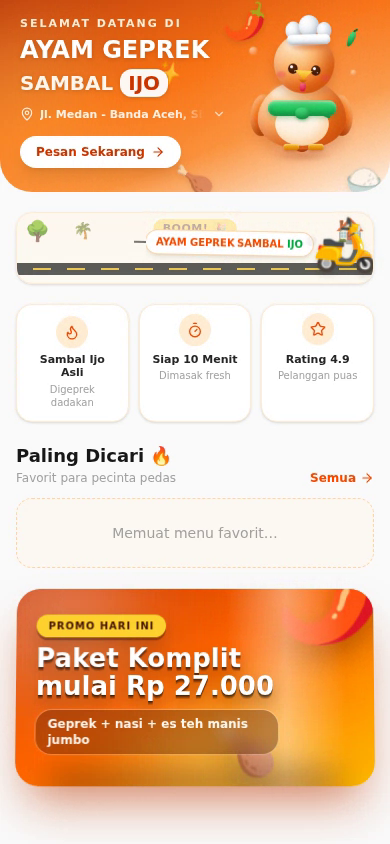 SELAMAT DATANG DI
AYAM GEPREK
SAMBAL IJO
Jl. Medan - Banda Aceh,
Pesan Sekarang
BOOM!
AYAM GEPREK SAMBAL IJO
Sambal Ijo Asli
Digeprek dadakan
Siap 10 Menit
Dimasak fresh
Rating 4.9
Pelanggan puas
Paling Dicari 🔥
Favorit para pecinta pedas
Semua
Memuat menu favorit...
PROMO HARI INI
Paket Komplit
mulai Rp 27.000
Geprek + nasi + es teh manis
jumbo